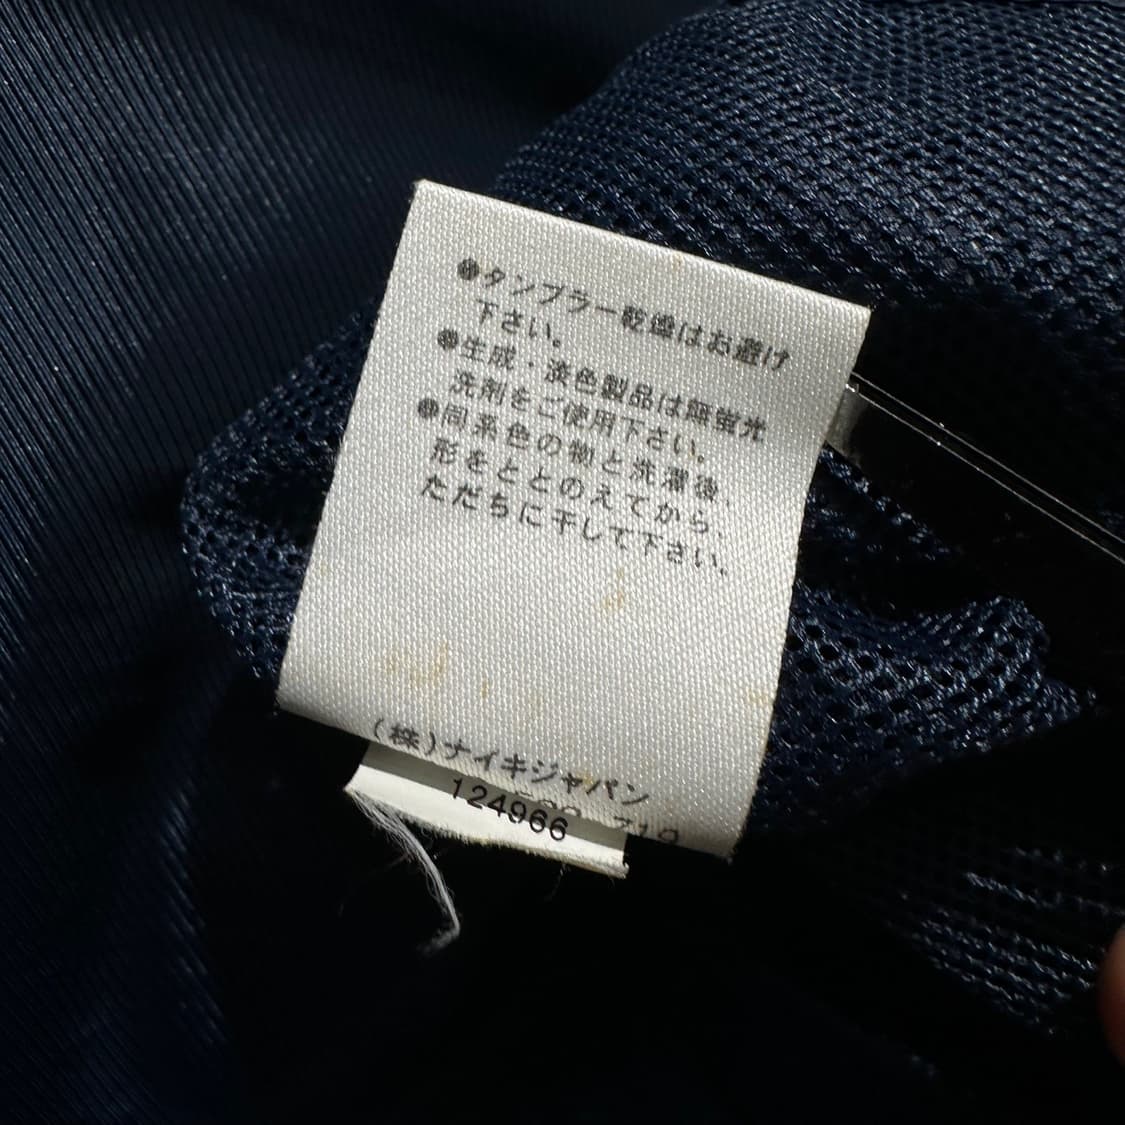 ●タンブラー乾燥はお避け
下さい。
●生成・淡色製品は無蛍光
洗剤をご使用下さい。
●同系色の物と洗濯後、
形をととのえてから、
ただちに干して下さい。
(株)ナイキジャパン
124966